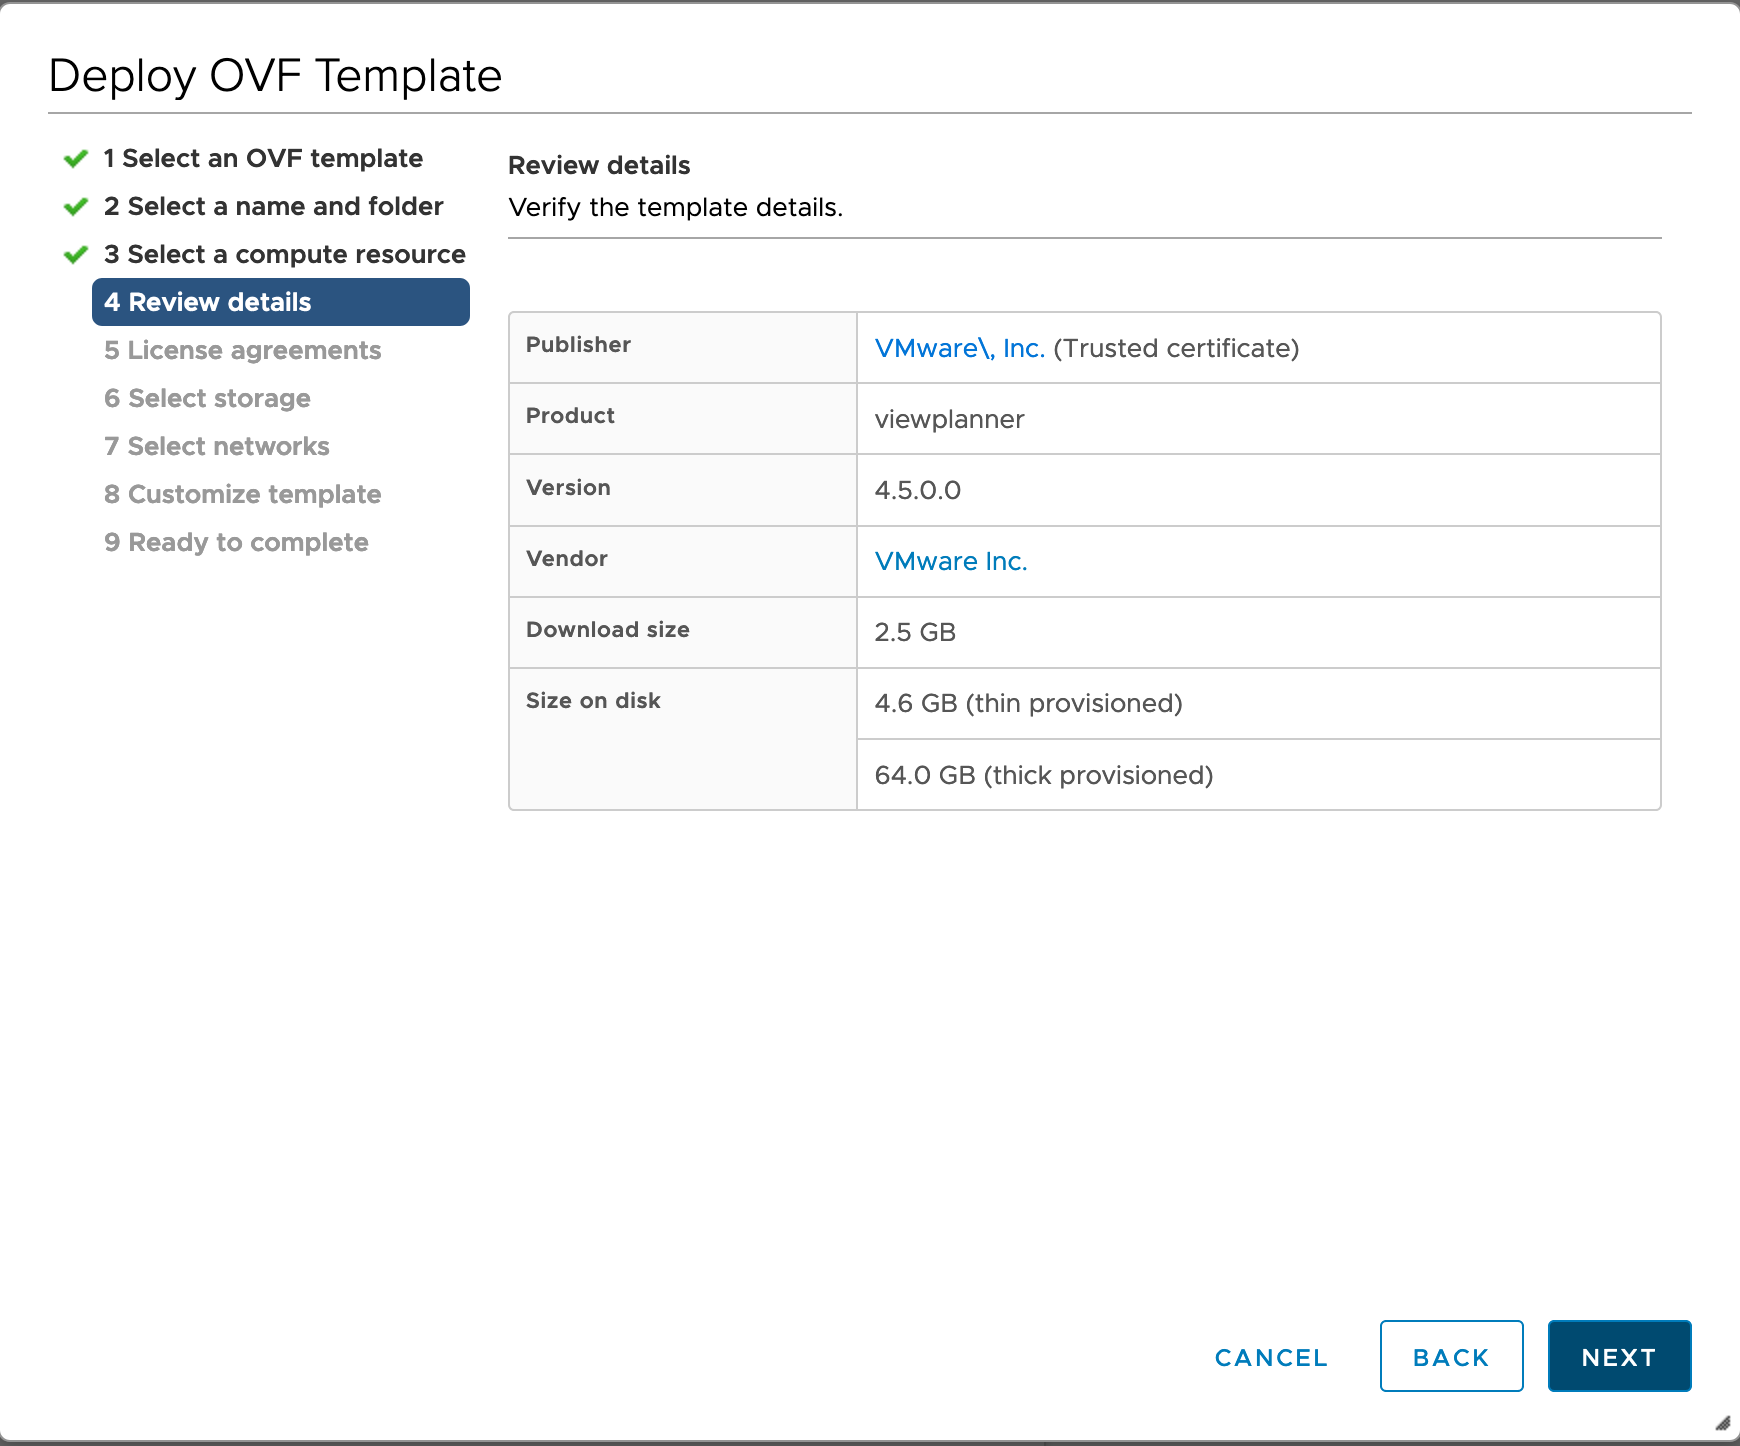 Deploy OVF Template
1 Select an OVF template
2 Select a name and folder
3 Select a compute resource
4 Review details
5 License agreements
6 Select storage
7 Select networks
8 Customize template
9 Ready to complete
Review details
Verify the template details.
Publisher VMware\, Inc. (Trusted certificate)
Product viewplanner
Version 4.5.0.0
Vendor VMware Inc.
Download size 2.5 GB
Size on disk 4.6 GB (thin provisioned)
64.0 GB (thick provisioned)
CANCEL BACK NEXT